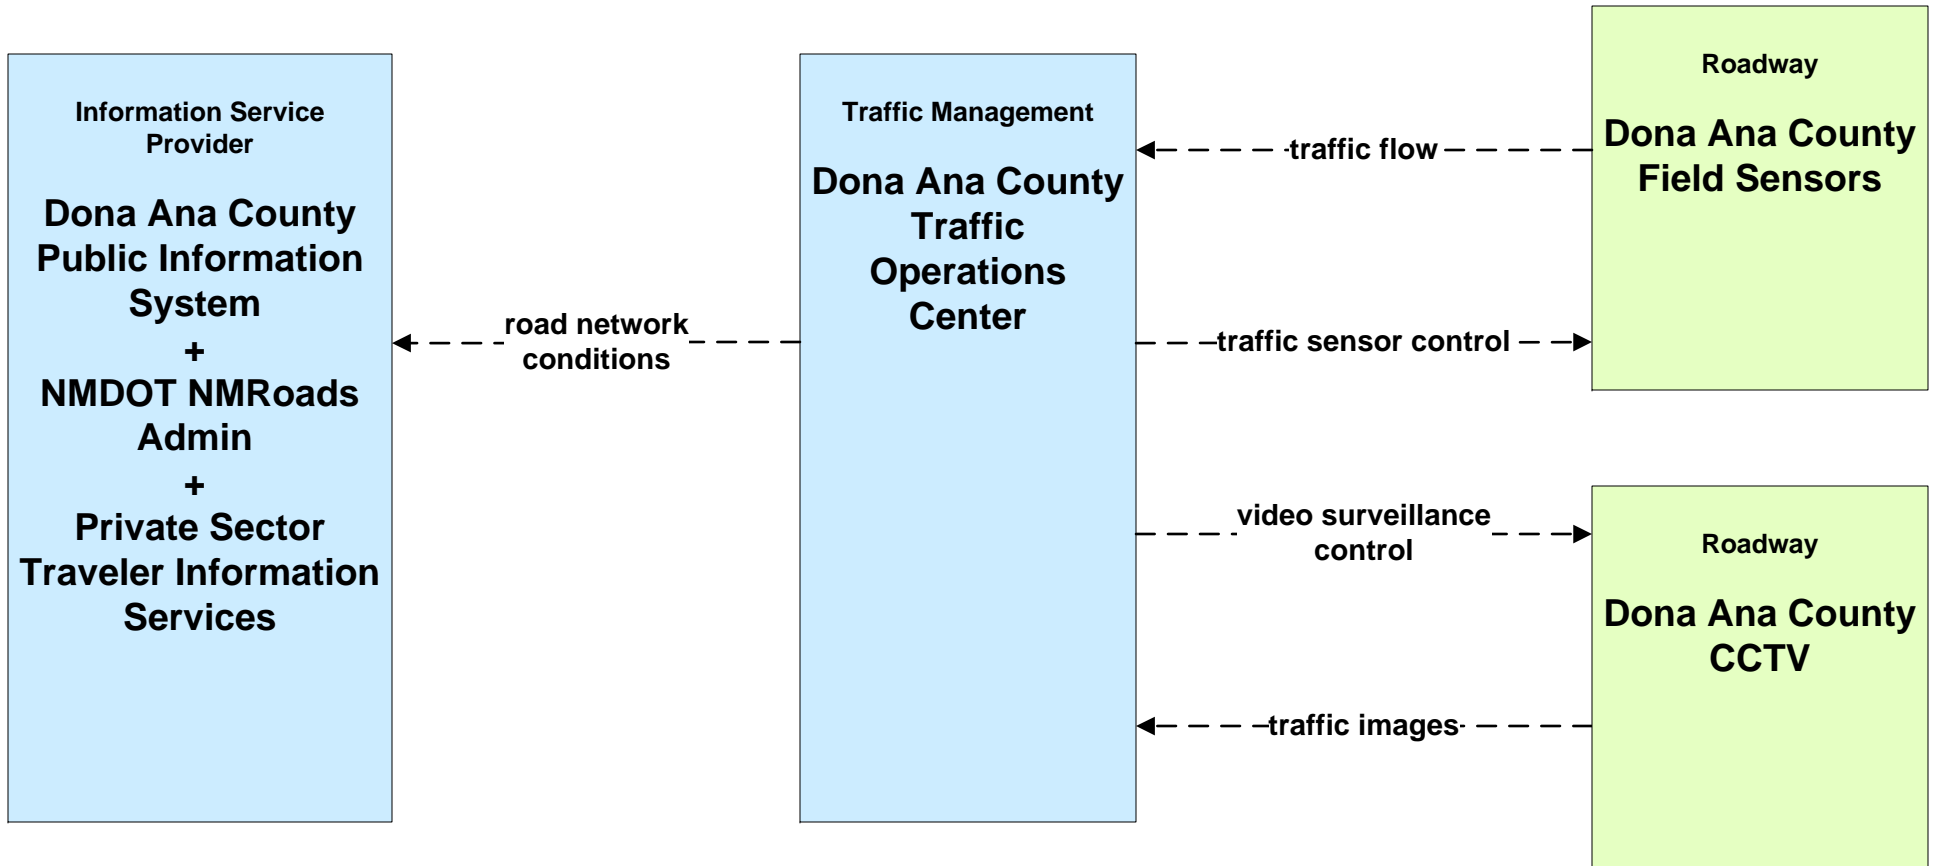 Information Service
Provider
Dona Ana County
Public Information
System
+
NMDOT NMRoads
Admin
+
Private Sector
Traveler Information
Services
road network
conditions
Traffic Management
Dona Ana County
Traffic
Operations
Center
traffic flow
traffic sensor control
video surveillance
control
traffic images
Roadway
Dona Ana County
Field Sensors
Roadway
Dona Ana County
CCTV